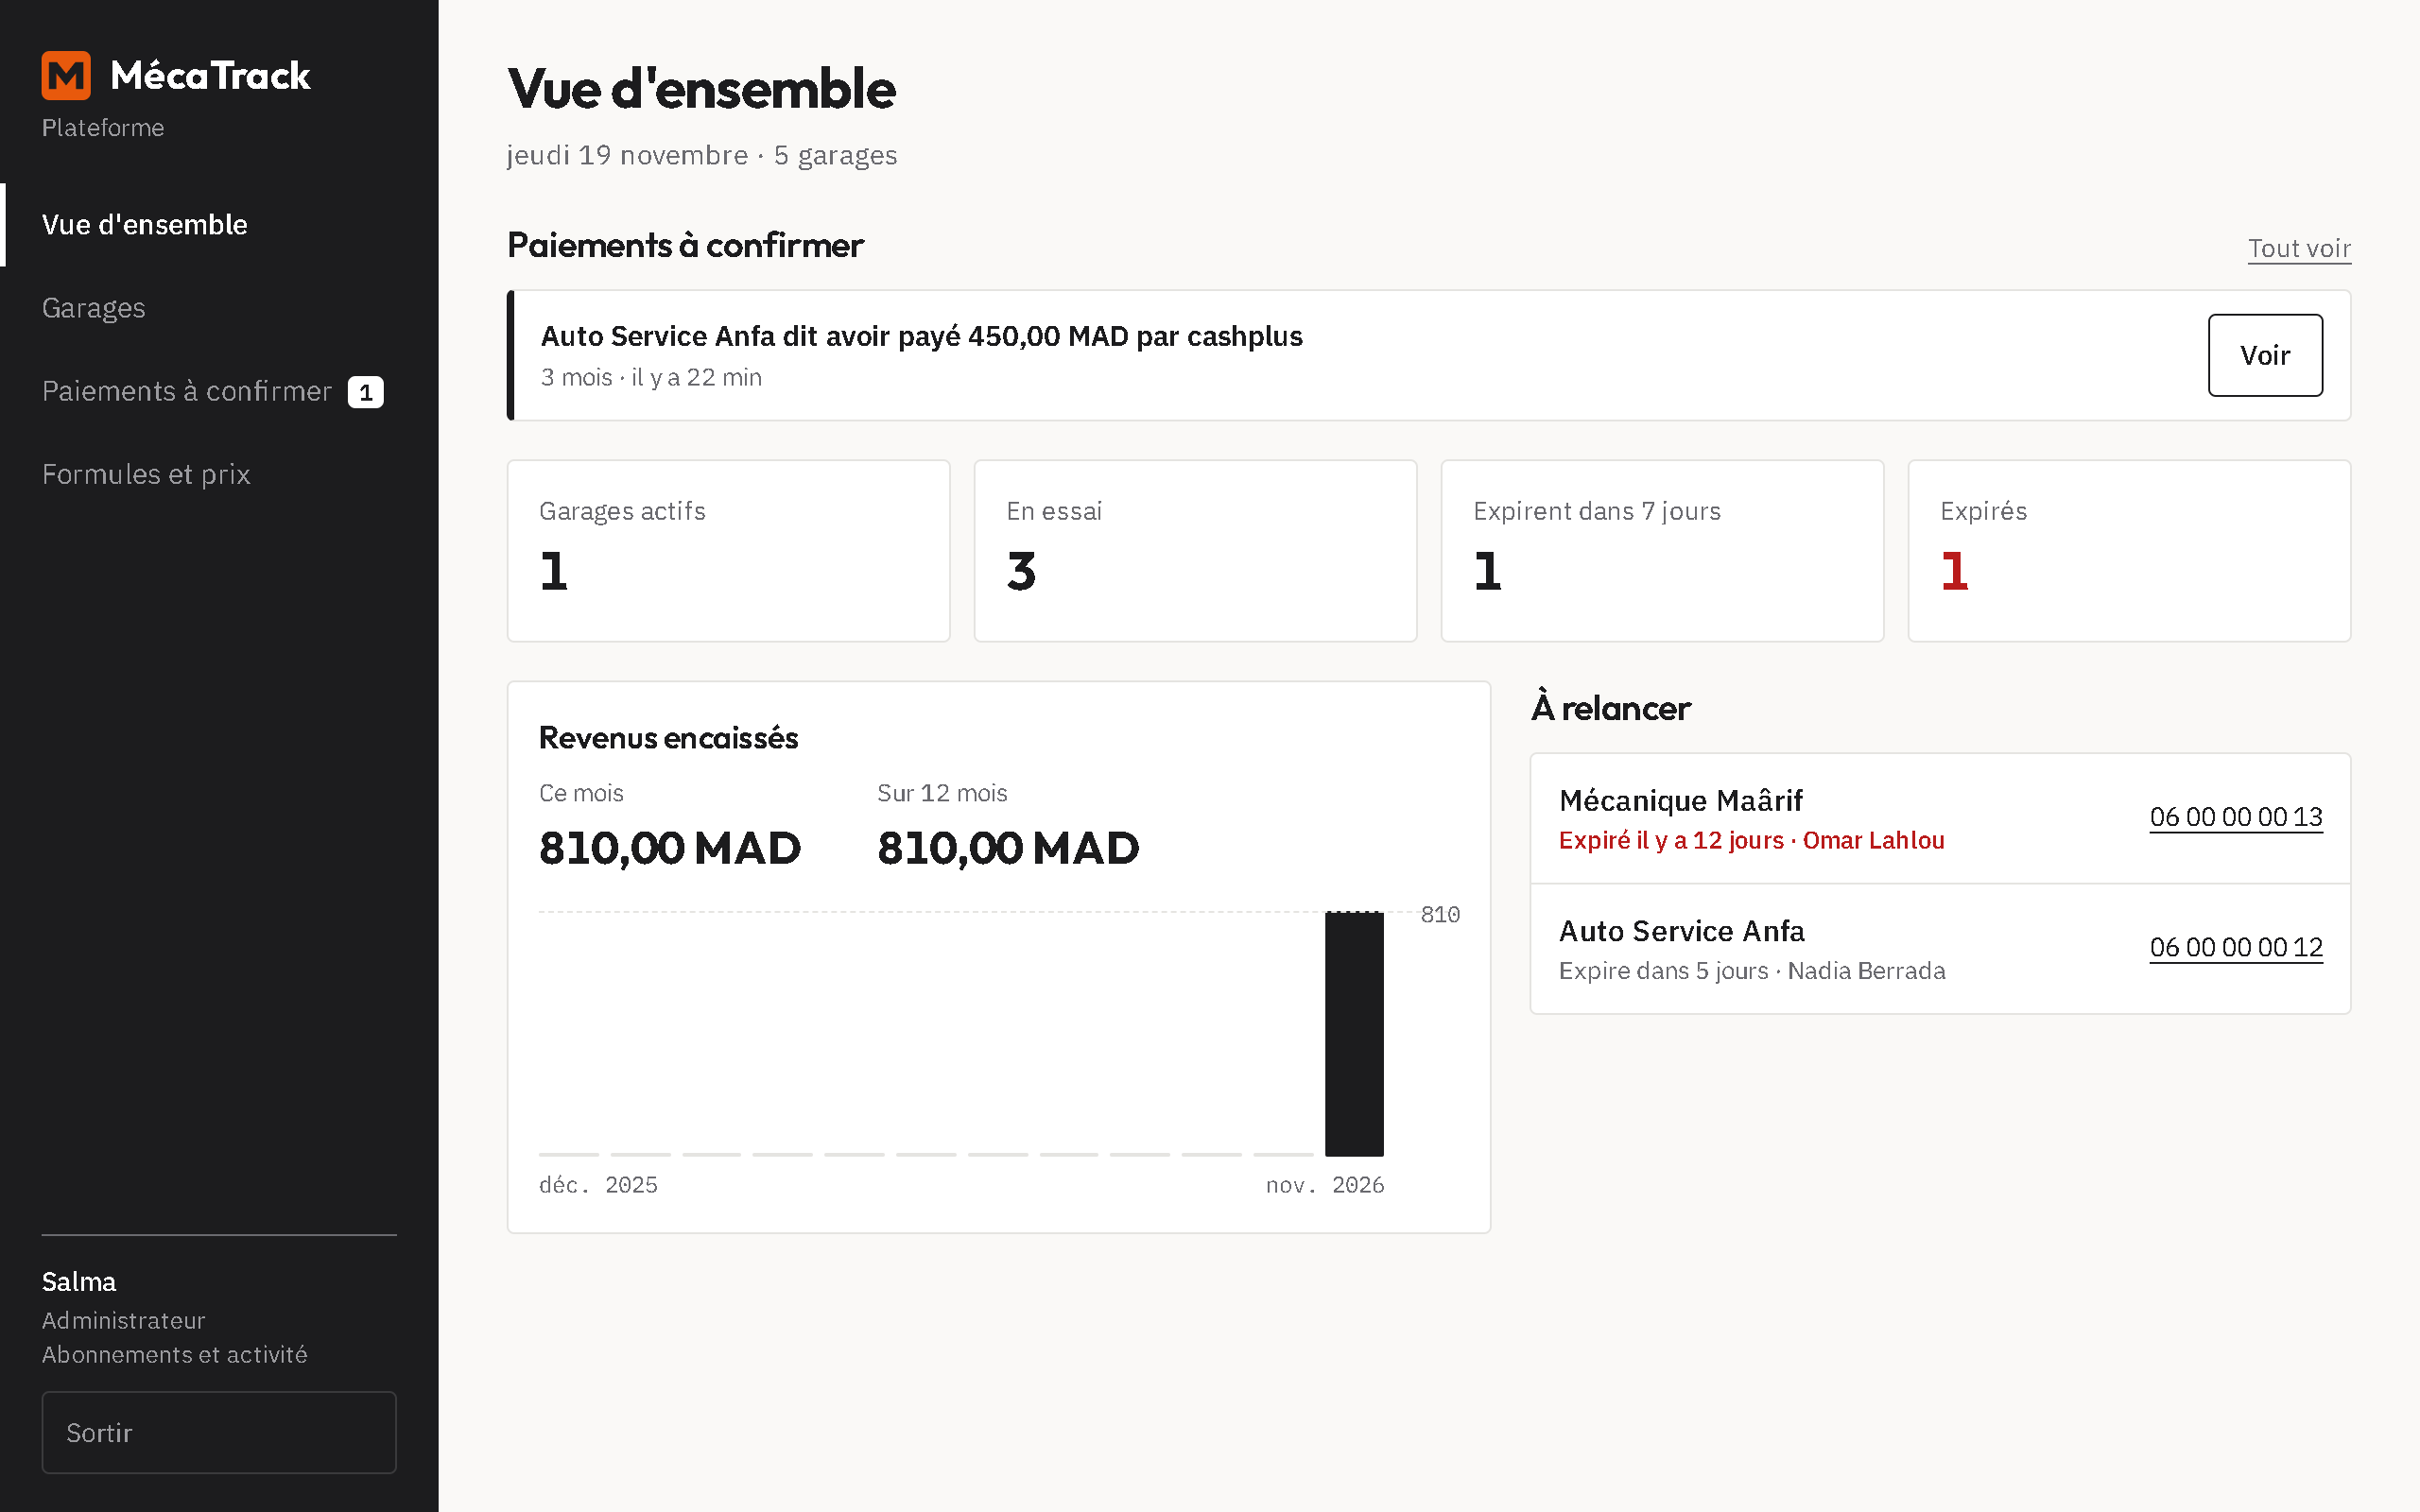 MécaTrack
Plateforme
Vue d'ensemble
Garages
Paiements à confirmer 1
Formules et prix
Salma
Administrateur
Abonnements et activité
Sortir
Vue d'ensemble
jeudi 19 novembre · 5 garages
Paiements à confirmer
Tout voir
Auto Service Anfa dit avoir payé 450,00 MAD par cashplus
3 mois · il y a 22 min
Voir
Garages actifs
1
En essai
3
Expirent dans 7 jours
1
Expirés
1
Revenus encaissés
Ce mois
810,00 MAD
Sur 12 mois
810,00 MAD
810
déc. 2025
nov. 2026
À relancer
Mécanique Maârif
Expiré il y a 12 jours · Omar Lahlou
06 00 00 00 13
Auto Service Anfa
Expire dans 5 jours · Nadia Berrada
06 00 00 00 12